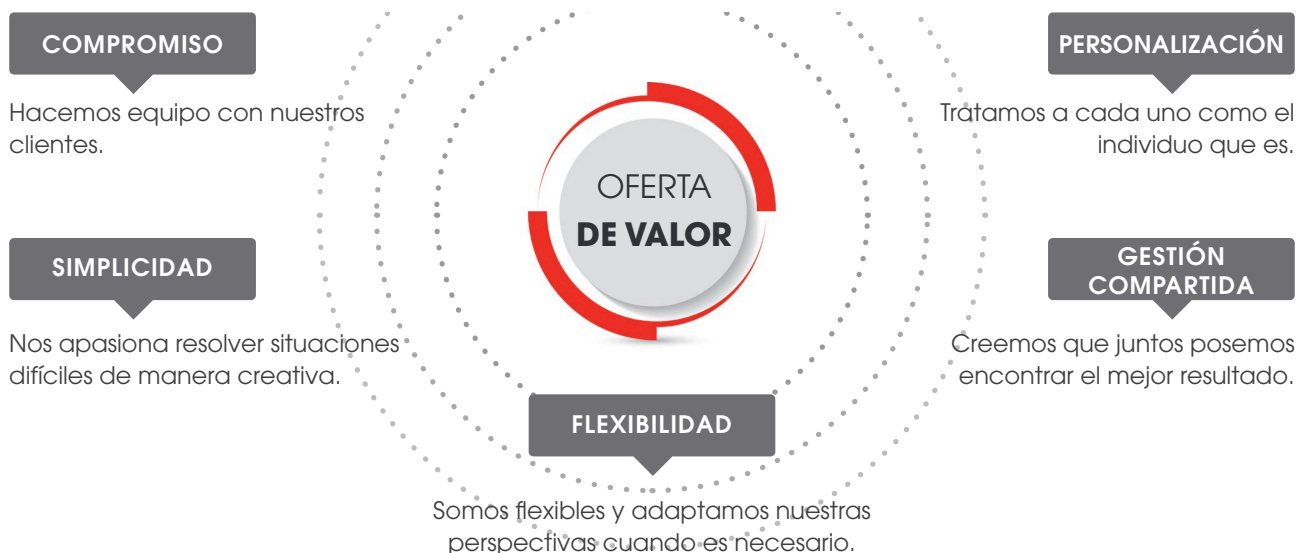 COMPROMISO
Hacemos equipo con nuestros
clientes.
SIMPLICIDAD
Nos apasiona resolver situaciones
difíciles de manera creativa.
OFERTA
DE VALOR
FLEXIBILIDAD
Somos flexibles y adaptamos nuestras
perspectivas cuando es necesario.
PERSONALIZACIÓN
Tratamos a cada uno como el
individuo que es.
GESTIÓN
COMPARTIDA
Creemos que juntos posemos
encontrar el mejor resultado.